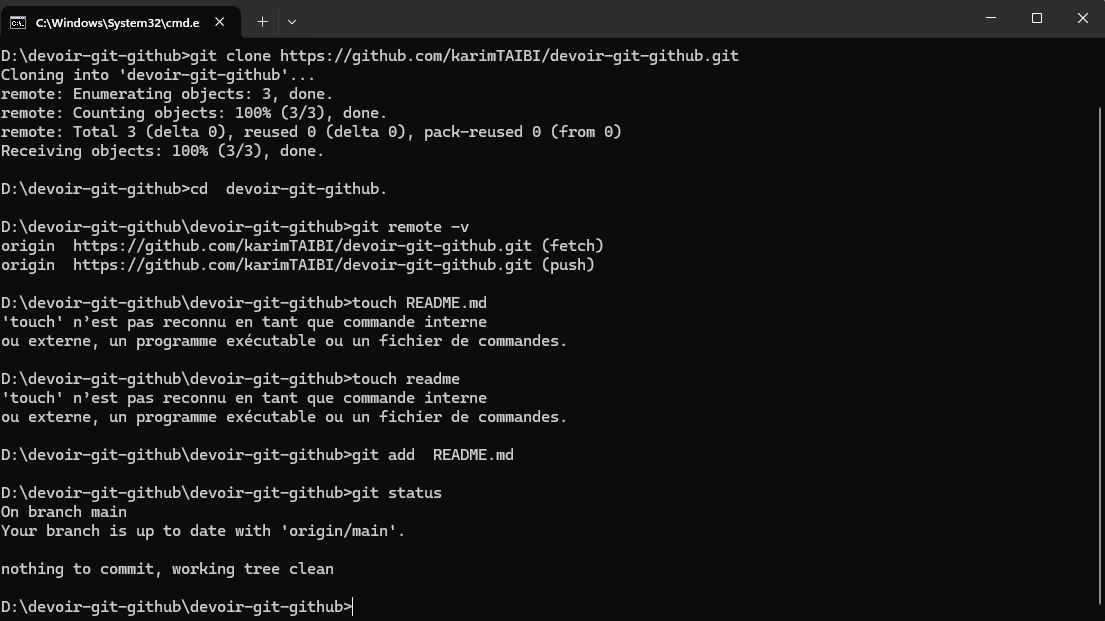 C:\Windows\System32\cmd.e
D:\devoir-git-github>git clone https://github.com/karimTAIBI/devoir-git-github.git
Cloning into 'devoir-git-github'...
remote: Enumerating objects: 3, done.
remote: Counting objects: 100% (3/3), done.
remote: Total 3 (delta 0), reused 0 (delta 0), pack-reused 0 (from 0)
Receiving objects: 100% (3/3), done.
D:\devoir-git-github>cd  devoir-git-github.
D:\devoir-git-github\devoir-git-github>git remote -v
origin  https://github.com/karimTAIBI/devoir-git-github.git (fetch)
origin  https://github.com/karimTAIBI/devoir-git-github.git (push)
D:\devoir-git-github\devoir-git-github>touch README.md
'touch' n’est pas reconnu en tant que commande interne
ou externe, un programme exécutable ou un fichier de commandes.
D:\devoir-git-github\devoir-git-github>touch readme
'touch' n’est pas reconnu en tant que commande interne
ou externe, un programme exécutable ou un fichier de commandes.
D:\devoir-git-github\devoir-git-github>git add  README.md
D:\devoir-git-github\devoir-git-github>git status
On branch main
Your branch is up to date with 'origin/main'.
nothing to commit, working tree clean
D:\devoir-git-github\devoir-git-github>